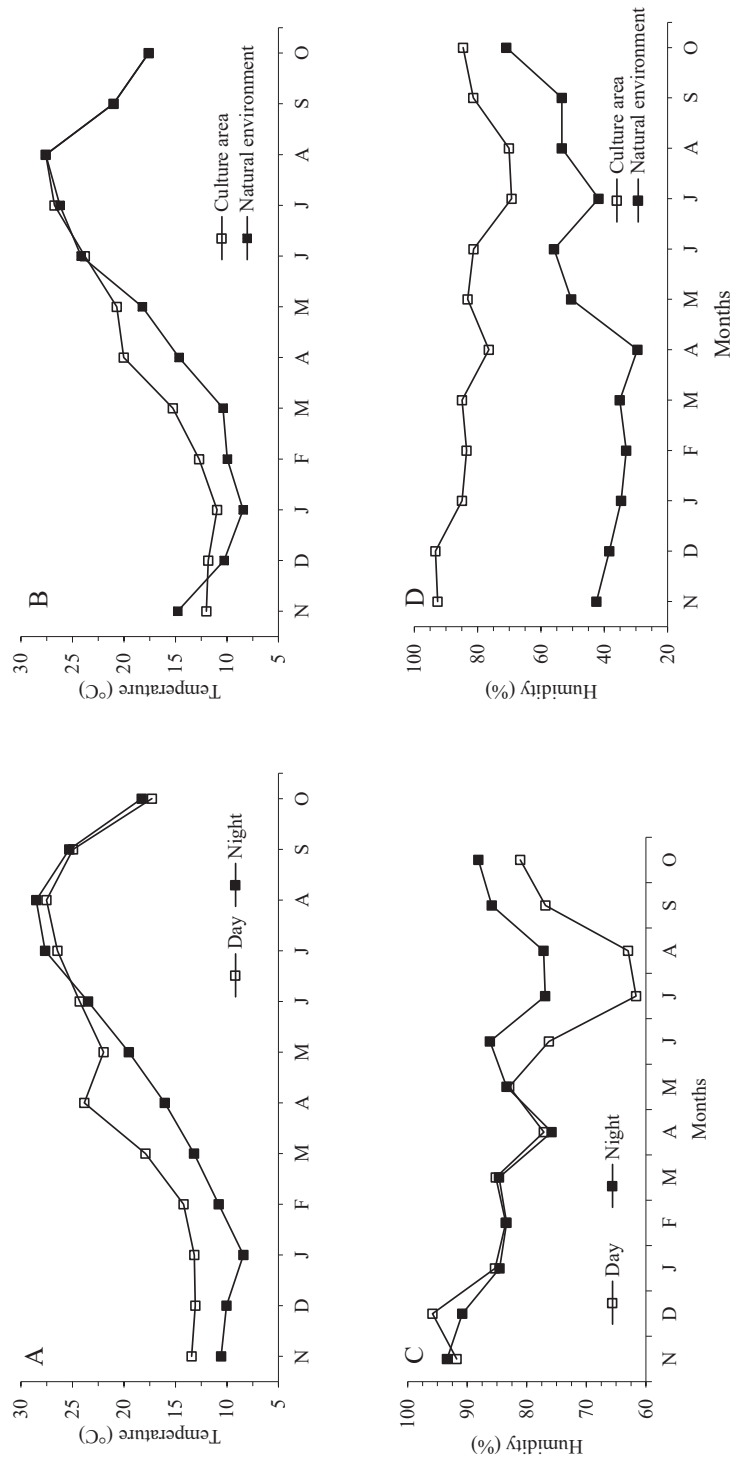 A
30
25
20
15
10
5
Temperature (°C)
N D J F M A M J J A S O
Day
Night
B
30
25
20
15
10
5
Temperature (°C)
N D J F M A M J J A S O
Culture area
Natural environment
C
100
90
80
70
60
Humidity (%)
N D J F M A M J J A S O
Months
Day
Night
D
100
80
60
40
20
Humidity (%)
N D J F M A M J J A S O
Months
Culture area
Natural environment